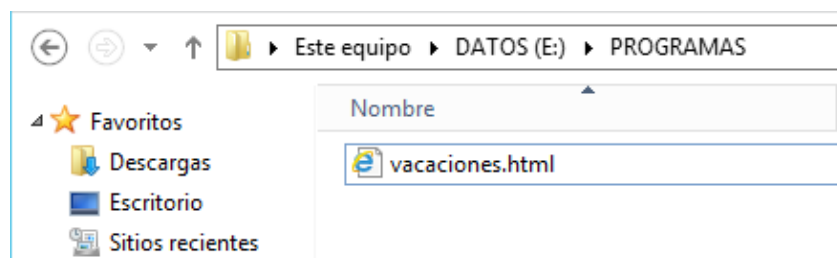 Este equipo DATOS (E:) PROGRAMAS
Favoritos
Descargas
Escritorio
Sitios recientes
Nombre
vacaciones.html